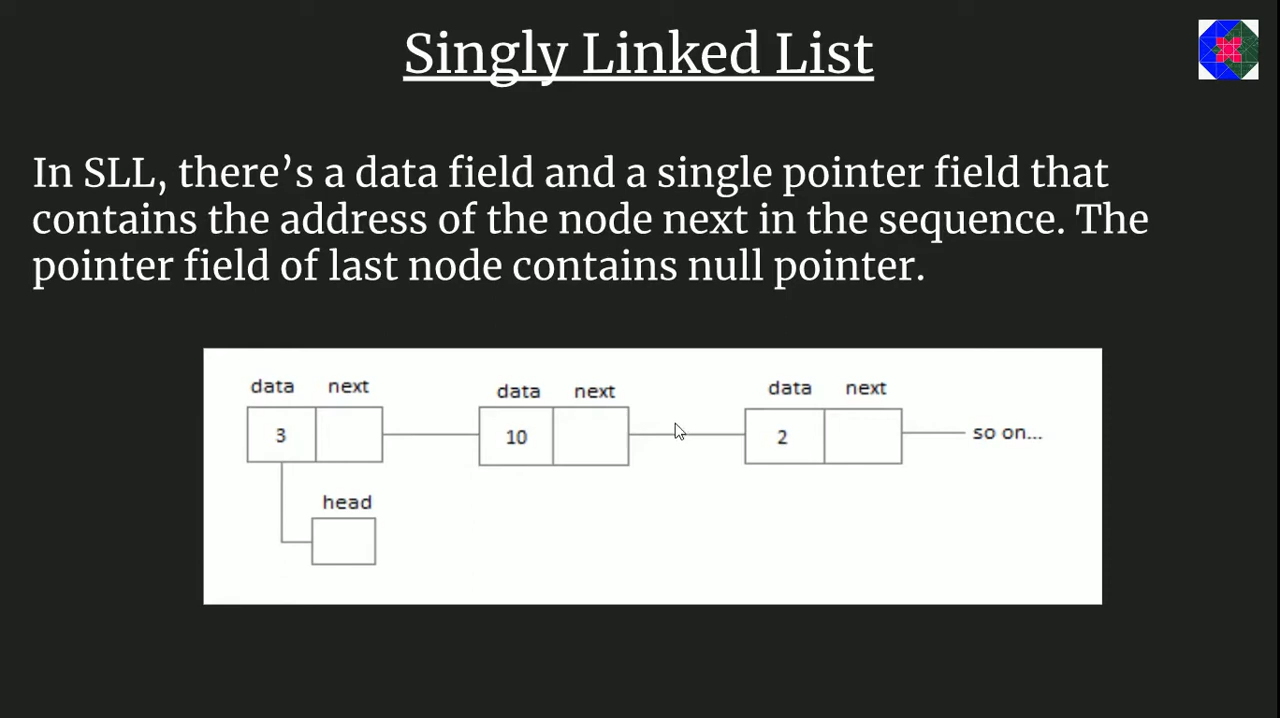 Singly Linked List
In SLL, there’s a data field and a single pointer field that
contains the address of the node next in the sequence. The
pointer field of last node contains null pointer.
data next data next data next
3 10 2 so on...
head